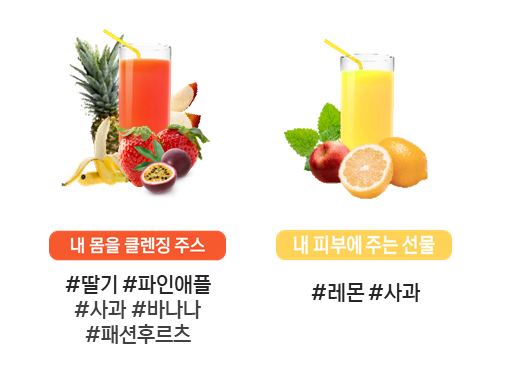 내 몸을 클렌징 주스
#딸기 #파인애플
#사과 #바나나
#패션후르츠
내 피부에 주는 선물
#레몬 #사과